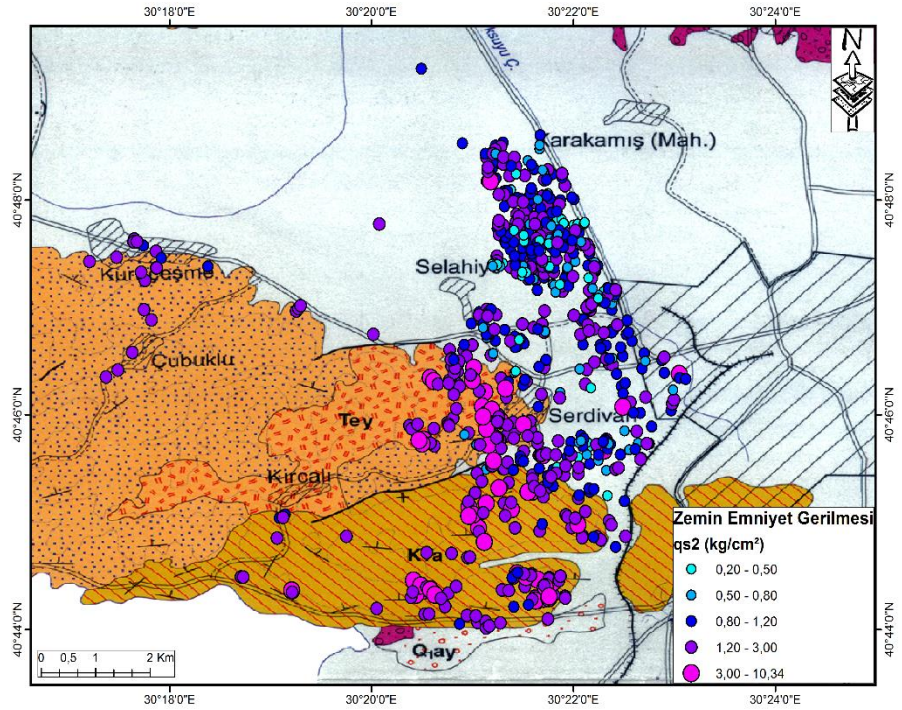 30°18'0"E 30°20'0"E 30°22'0"E 30°24'0"E
N
ksuyu Ç.
Karakamış (Mah.)
40°48'0"N 40°48'0"N
Selahiy
Çubuklu
40°46'0"N 40°46'0"N
Tey
Serdivan
Kırcalı
Kya
Zemin Emniyet Gerilmesi
qs2 (kg/cm²)
0,20 - 0,50
0,50 - 0,80
0,80 - 1,20
1,20 - 3,00
3,00 - 10,34
40°44'0"N 40°44'0"N
Q₁ay
0 0,5 1 2 Km
30°18'0"E 30°20'0"E 30°22'0"E 30°24'0"E